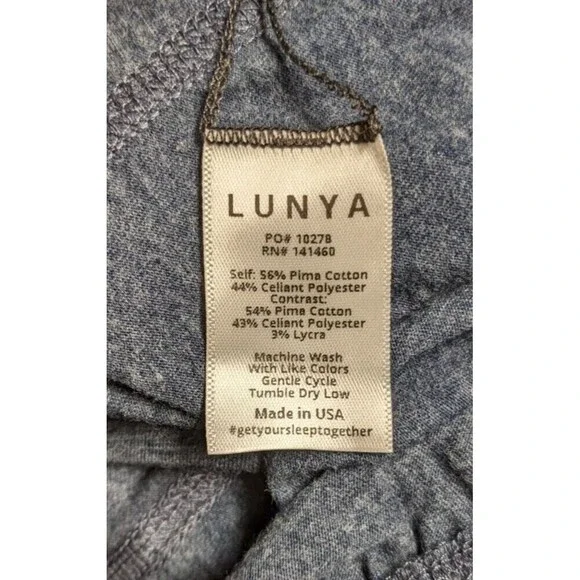 LUNYA
PO# 10278
RN# 141460
Self: 56% Pima Cotton
44% Celiant Polyester
Contrast:
54% Pima Cotton
43% Celiant Polyester
3% Lycra
Machine Wash
With Like Colors
Gentle Cycle
Tumble Dry Low
Made in USA
#getyoursleeptogether